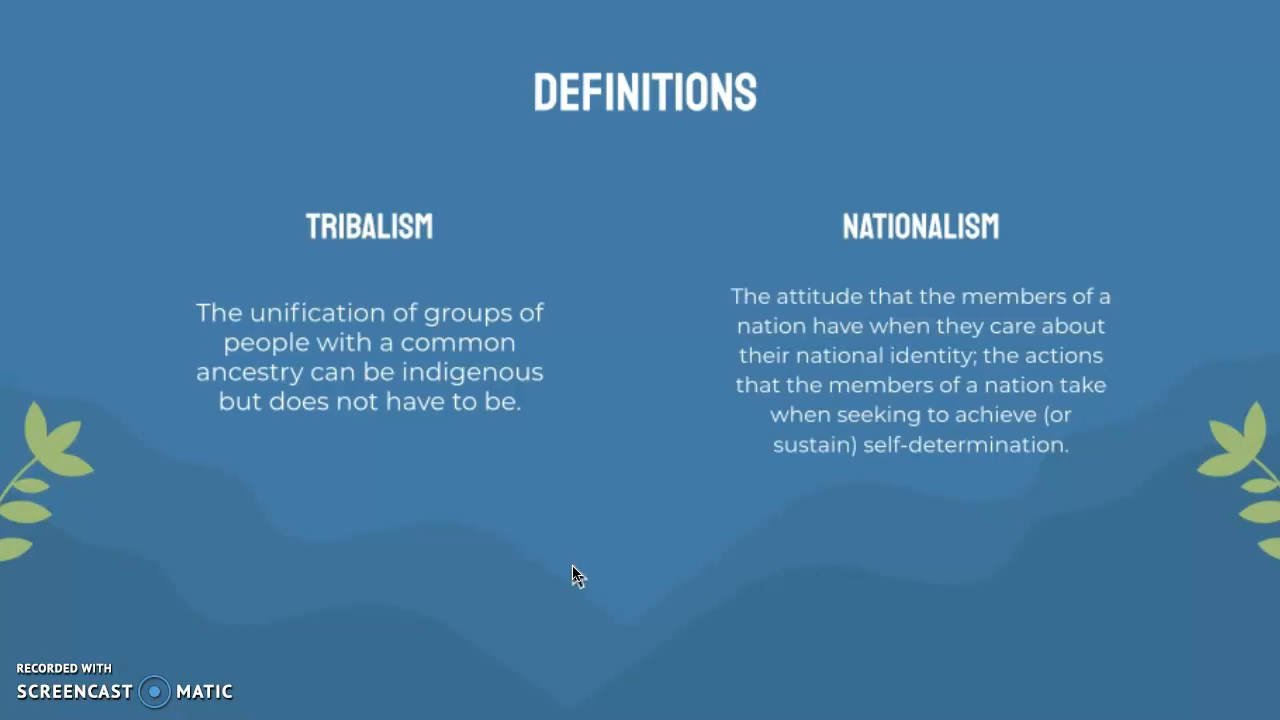 DEFINITIONS
TRIBALISM
The unification of groups of
people with a common
ancestry can be indigenous
but does not have to be.
NATIONALISM
The attitude that the members of a
nation have when they care about
their national identity; the actions
that the members of a nation take
when seeking to achieve (or
sustain) self-determination.
RECORDED WITH
SCREENCAST MATIC